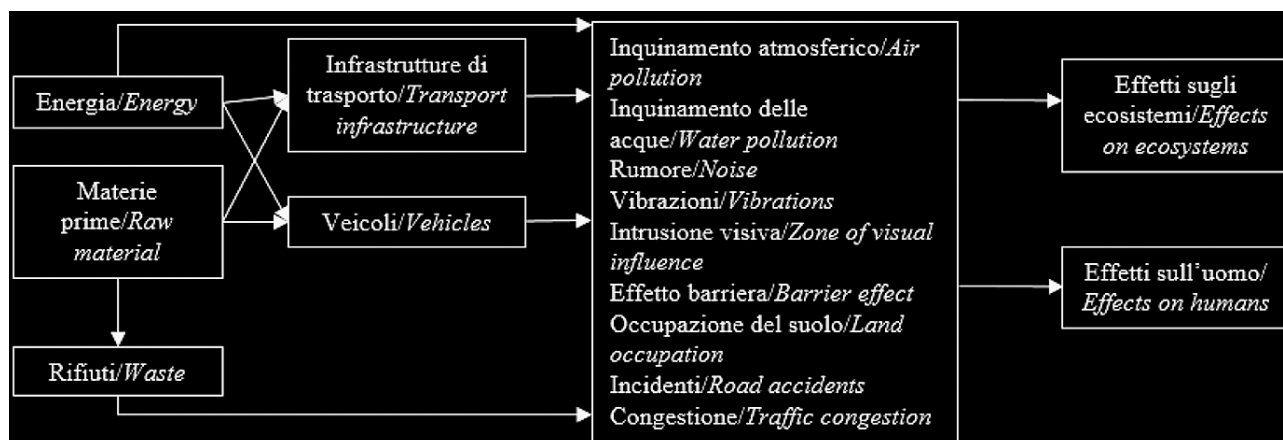 Energia/Energy
Materie
prime/Raw
material
Rifiuti/Waste
Infrastrutture di
trasporto/Transport
infrastructure
Veicoli/Vehicles
Inquinamento atmosferico/Air
pollution
Inquinamento delle
acque/Water pollution
Rumore/Noise
Vibrazioni/Vibrations
Intrusione visiva/Zone of visual
influence
Effetto barriera/Barrier effect
Occupazione del suolo/Land
occupation
Incidenti/Road accidents
Congestione/Traffic congestion
Effetti sugli
ecosistemi/Effects
on ecosystems
Effetti sull'uomo/
Effects on humans